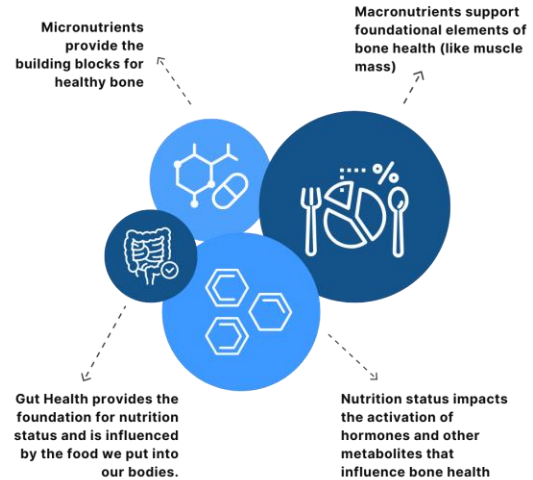 Micronutrients
provide the
building blocks for
healthy bone
Macronutrients support
foundational elements of
bone health (like muscle
mass)
%
Gut Health provides the
foundation for nutrition
status and is influenced
by the food we put into
our bodies.
Nutrition status impacts
the activation of
hormones and other
metabolites that
influence bone health